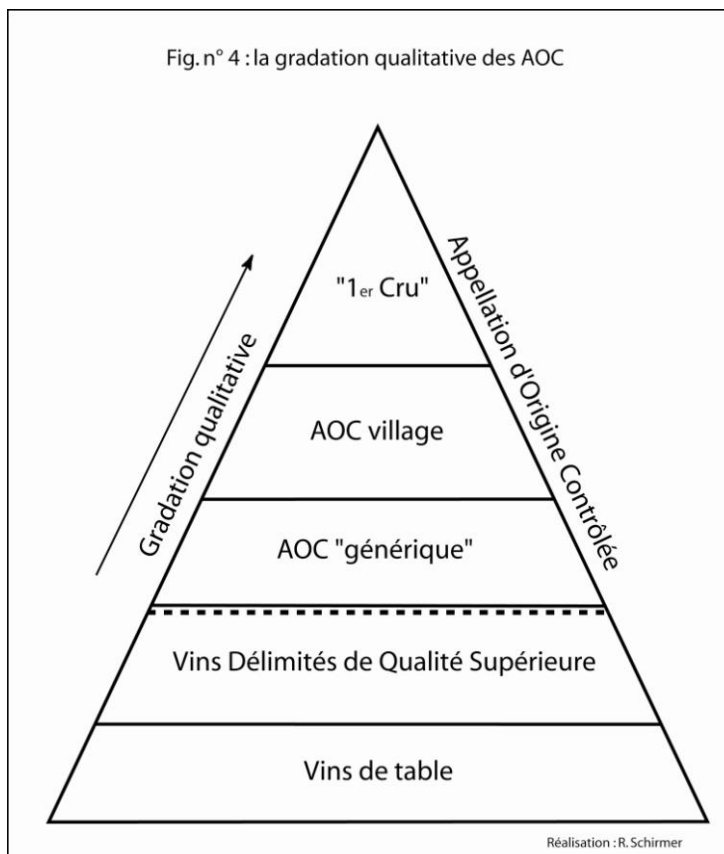 Fig. n° 4 : la gradation qualitative des AOC
"1er Cru"
Appellation d'Origine Contrôlée
Gradation qualitative
AOC village
AOC "générique"
Vins Délimités de Qualité Supérieure
Vins de table
Réalisation : R. Schirmer